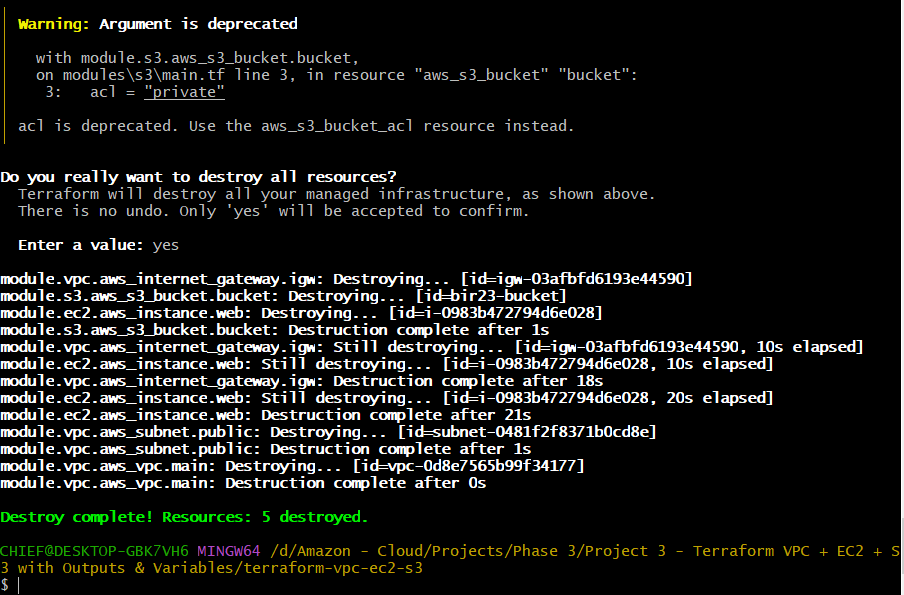 Warning: Argument is deprecated
with module.s3.aws_s3_bucket.bucket,
on modules\s3\main.tf line 3, in resource "aws_s3_bucket" "bucket":
3:   acl = "private"
acl is deprecated. Use the aws_s3_bucket_acl resource instead.
Do you really want to destroy all resources?
Terraform will destroy all your managed infrastructure, as shown above.
There is no undo. Only 'yes' will be accepted to confirm.
Enter a value: yes
module.vpc.aws_internet_gateway.igw: Destroying... [id=igw-03afbfd6193e44590]
module.s3.aws_s3_bucket.bucket: Destroying... [id=bir23-bucket]
module.ec2.aws_instance.web: Destroying... [id=i-0983b472794d6e028]
module.s3.aws_s3_bucket.bucket: Destruction complete after 1s
module.vpc.aws_internet_gateway.igw: Still destroying... [id=igw-03afbfd6193e44590, 10s elapsed]
module.ec2.aws_instance.web: Still destroying... [id=i-0983b472794d6e028, 10s elapsed]
module.vpc.aws_internet_gateway.igw: Destruction complete after 18s
module.ec2.aws_instance.web: Still destroying... [id=i-0983b472794d6e028, 20s elapsed]
module.ec2.aws_instance.web: Destruction complete after 21s
module.vpc.aws_subnet.public: Destroying... [id=subnet-0481f2f8371b0cd8e]
module.vpc.aws_subnet.public: Destruction complete after 1s
module.vpc.aws_vpc.main: Destroying... [id=vpc-0d8e7565b99f34177]
module.vpc.aws_vpc.main: Destruction complete after 0s
Destroy complete! Resources: 5 destroyed.
CHIEF@DESKTOP-GBK7VH6 MINGW64 /d/Amazon - Cloud/Projects/Phase 3/Project 3 - Terraform VPC + EC2 + S
3 with Outputs & Variables/terraform-vpc-ec2-s3
$